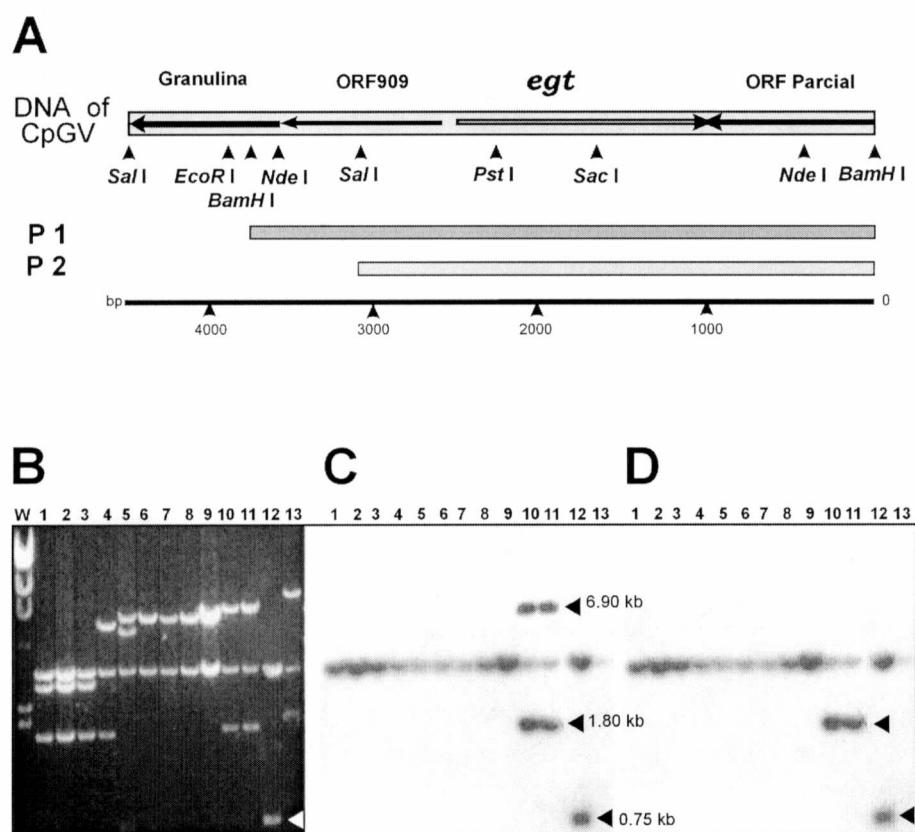 A
Granulina ORF909 egt ORF Parcial
DNA of
CpGV
Sal I EcoR I Nde I Sal I Pst I Sac I Nde I BamH I
BamH I
P 1
P 2
bp 0
4000 3000 2000 1000
B C D
W 1 2 3 4 5 6 7 8 9 10 11 12 13 1 2 3 4 5 6 7 8 9 10 11 12 13 1 2 3 4 5 6 7 8 9 10 11 12 13
6.90 kb
1.80 kb
0.75 kb